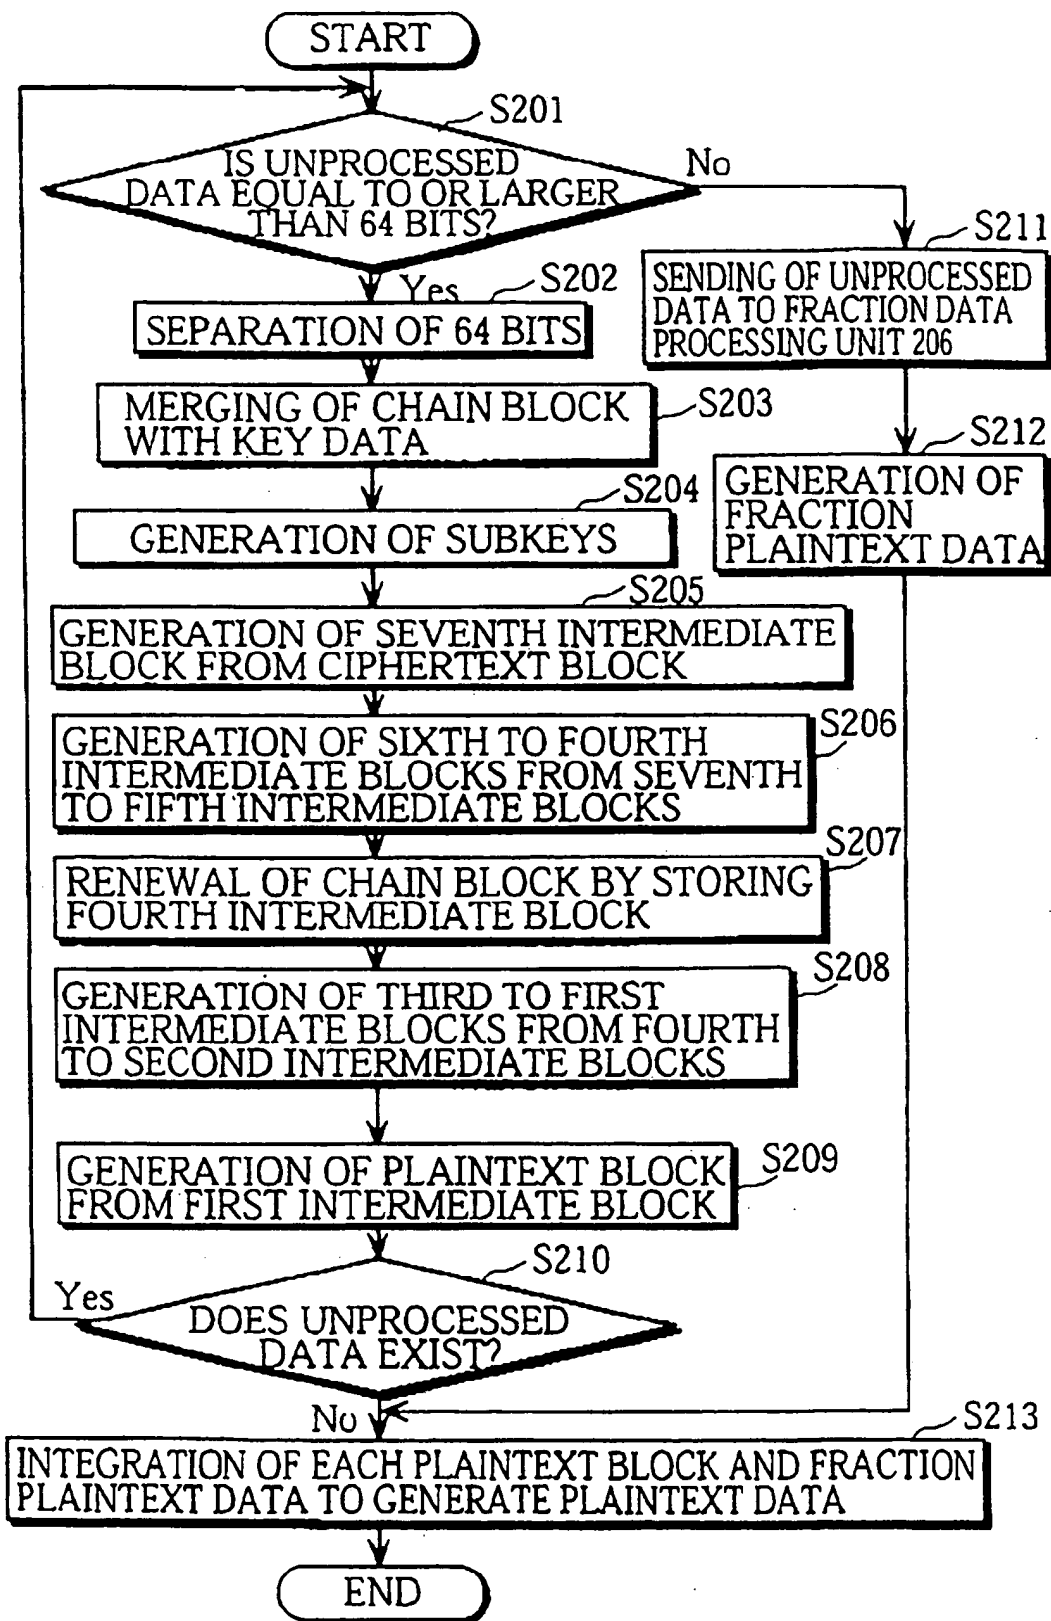 START
S201
IS UNPROCESSED
DATA EQUAL TO OR LARGER
THAN 64 BITS?
No
Yes
S202
SEPARATION OF 64 BITS
S203
MERGING OF CHAIN BLOCK
WITH KEY DATA
S204
GENERATION OF SUBKEYS
S205
GENERATION OF SEVENTH INTERMEDIATE
BLOCK FROM CIPHERTEXT BLOCK
S206
GENERATION OF SIXTH TO FOURTH
INTERMEDIATE BLOCKS FROM SEVENTH
TO FIFTH INTERMEDIATE BLOCKS
S207
RENEWAL OF CHAIN BLOCK BY STORING
FOURTH INTERMEDIATE BLOCK
S208
GENERATION OF THIRD TO FIRST
INTERMEDIATE BLOCKS FROM FOURTH
TO SECOND INTERMEDIATE BLOCKS
S209
GENERATION OF PLAINTEXT BLOCK
FROM FIRST INTERMEDIATE BLOCK
S210
Yes
DOES UNPROCESSED
DATA EXIST?
No
S211
SENDING OF UNPROCESSED
DATA TO FRACTION DATA
PROCESSING UNIT 206
S212
GENERATION OF
FRACTION
PLAINTEXT DATA
S213
INTEGRATION OF EACH PLAINTEXT BLOCK AND FRACTION
PLAINTEXT DATA TO GENERATE PLAINTEXT DATA
END